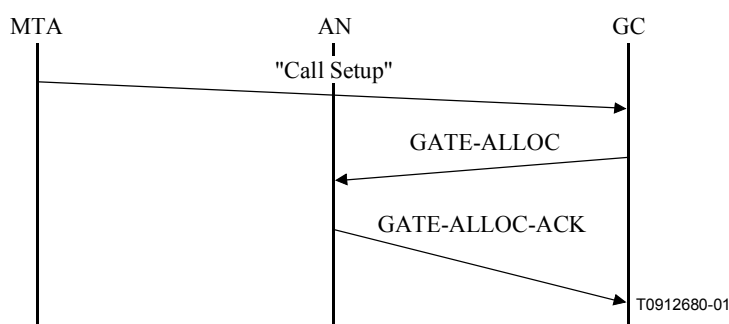 MTA
AN
GC
"Call Setup"
GATE-ALLOC
GATE-ALLOC-ACK
T0912680-01